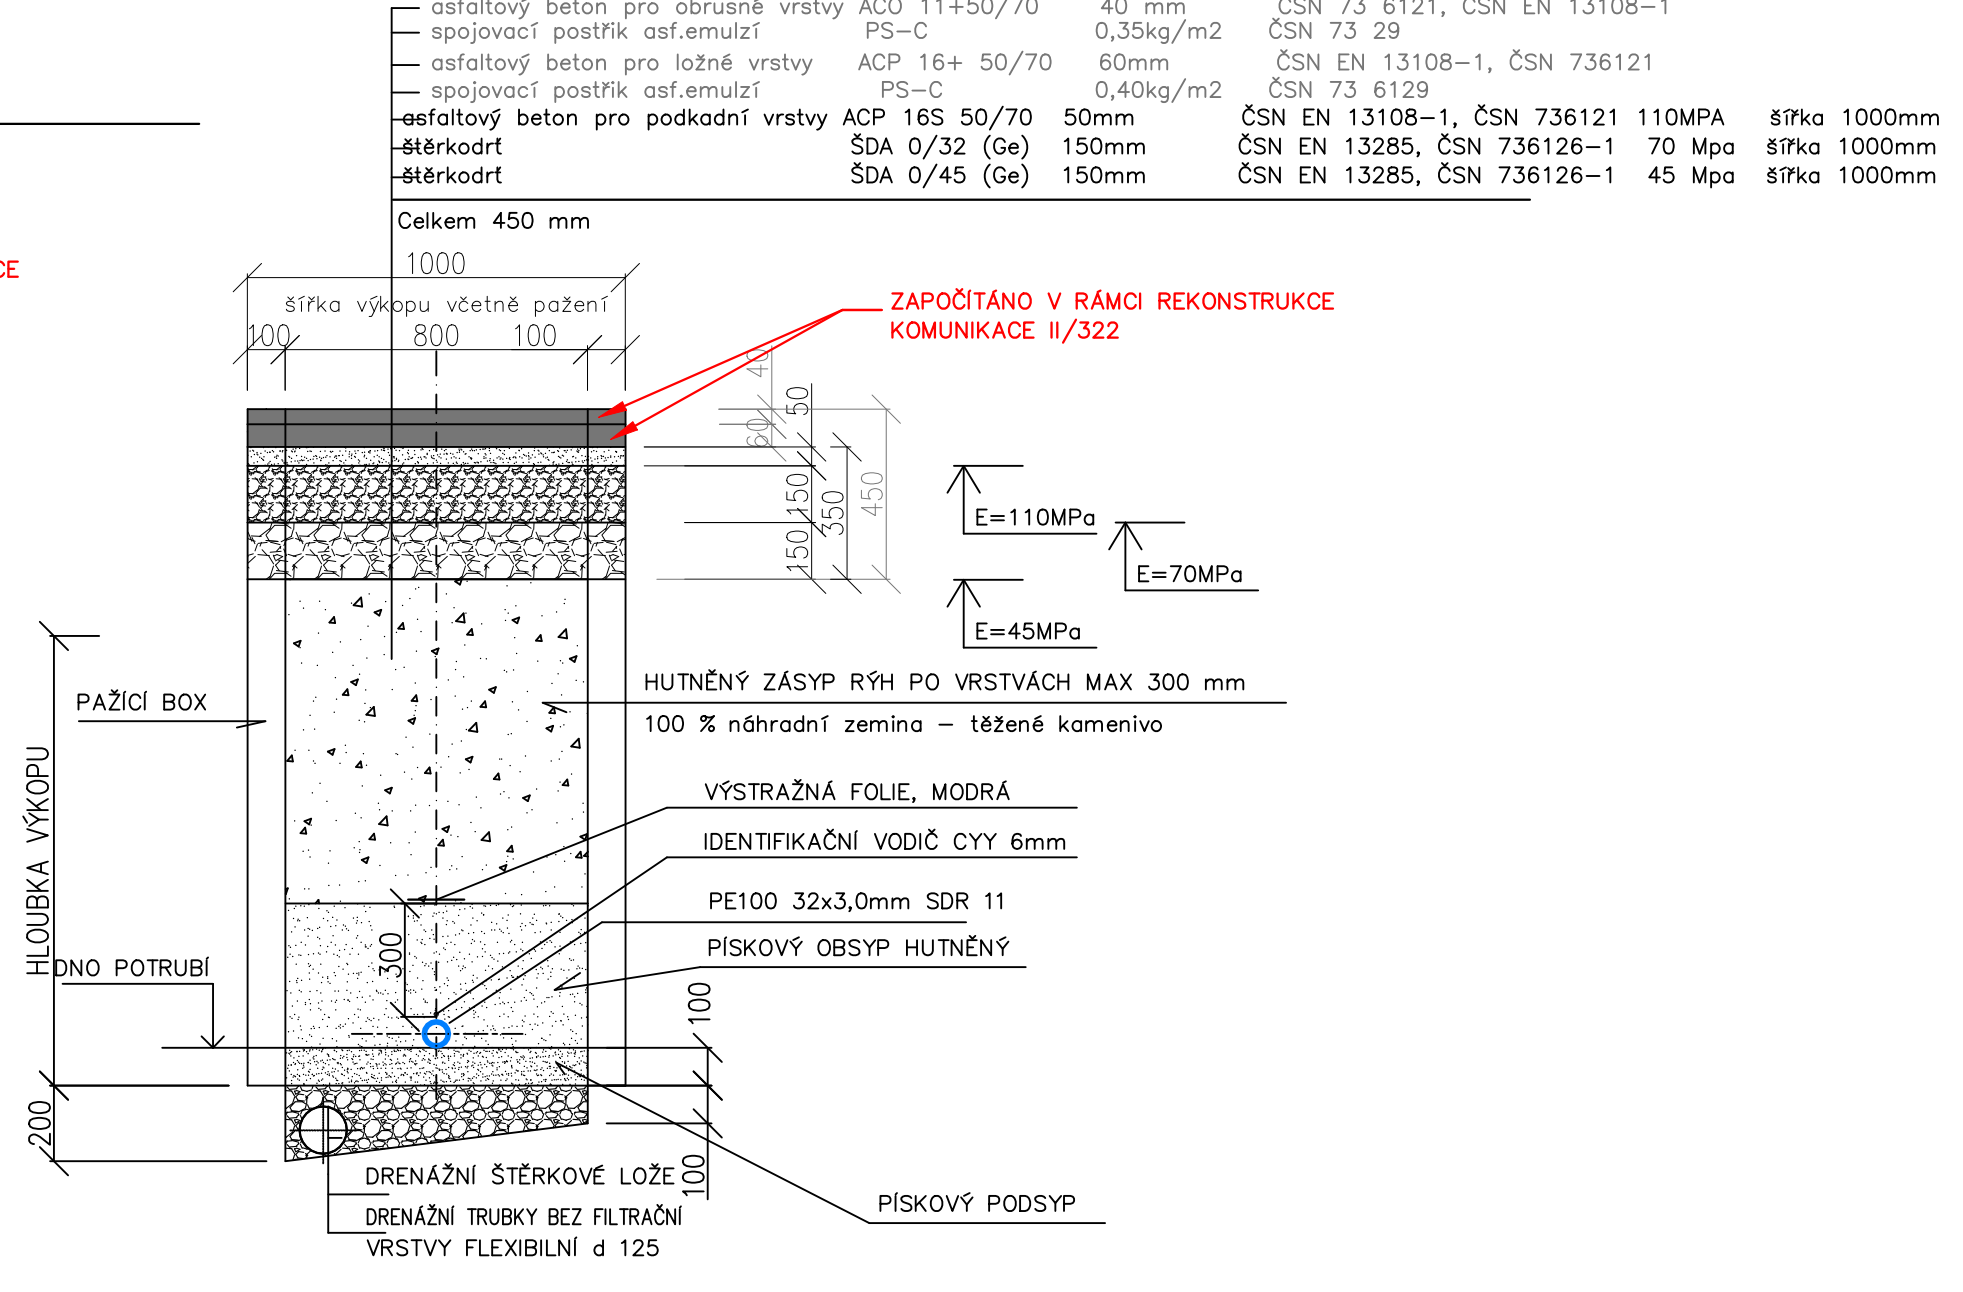 asfaltový beton pro obrusné vrstvy ACO 11+50/70 40 mm ČSN 73 6121, ČSN EN 13108-1
spojovací postřik asf.emulzí PS-C 0,35kg/m2 ČSN 73 29
asfaltový beton pro ložné vrstvy ACP 16+ 50/70 60mm ČSN EN 13108-1, ČSN 736121
spojovací postřik asf.emulzí PS-C 0,40kg/m2 ČSN 73 6129
asfaltový beton pro podkadní vrstvy ACP 16S 50/70 50mm ČSN EN 13108-1, ČSN 736121 110MPA šířka 1000mm
štěrkodrť ŠDA 0/32 (Ge) 150mm ČSN EN 13285, ČSN 736126-1 70 Mpa šířka 1000mm
štěrkodrť ŠDA 0/45 (Ge) 150mm ČSN EN 13285, ČSN 736126-1 45 Mpa šířka 1000mm
Celkem 450 mm
CE
1000
šířka výkopu včetně pažení
100 800 100
ZAPOČÍTÁNO V RÁMCI REKONSTRUKCE
KOMUNIKACE II/322
40
60
50
150
150
350
450
E=110MPa
E=70MPa
E=45MPa
HUTNĚNÝ ZÁSYP RÝH PO VRSTVÁCH MAX 300 mm
100 % náhradní zemina – těžené kamenivo
PAŽÍCÍ BOX
HLOUBKA VÝKOPU
VÝSTRAŽNÁ FOLIE, MODRÁ
IDENTIFIKAČNÍ VODIČ CYY 6mm
PE100 32x3,0mm SDR 11
PÍSKOVÝ OBSYP HUTNĚNÝ
300
DNO POTRUBÍ
100
200
100
DRENÁŽNÍ ŠTĚRKOVÉ LOŽE
PÍSKOVÝ PODSYP
DRENÁŽNÍ TRUBKY BEZ FILTRAČNÍ
VRSTVY FLEXIBILNÍ d 125